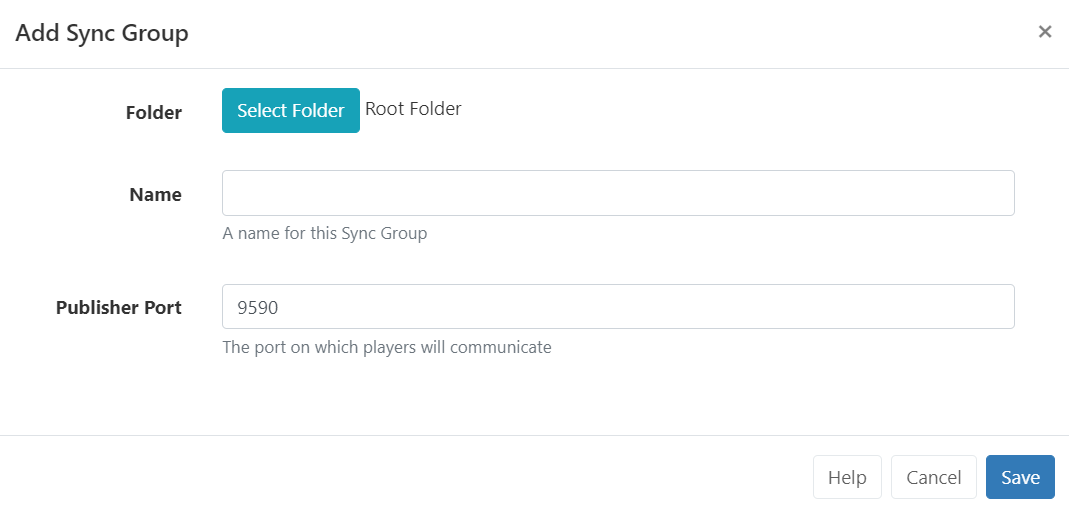 Add Sync Group ×
Folder Select Folder Root Folder
Name
A name for this Sync Group
Publisher Port 9590
The port on which players will communicate
Help Cancel Save